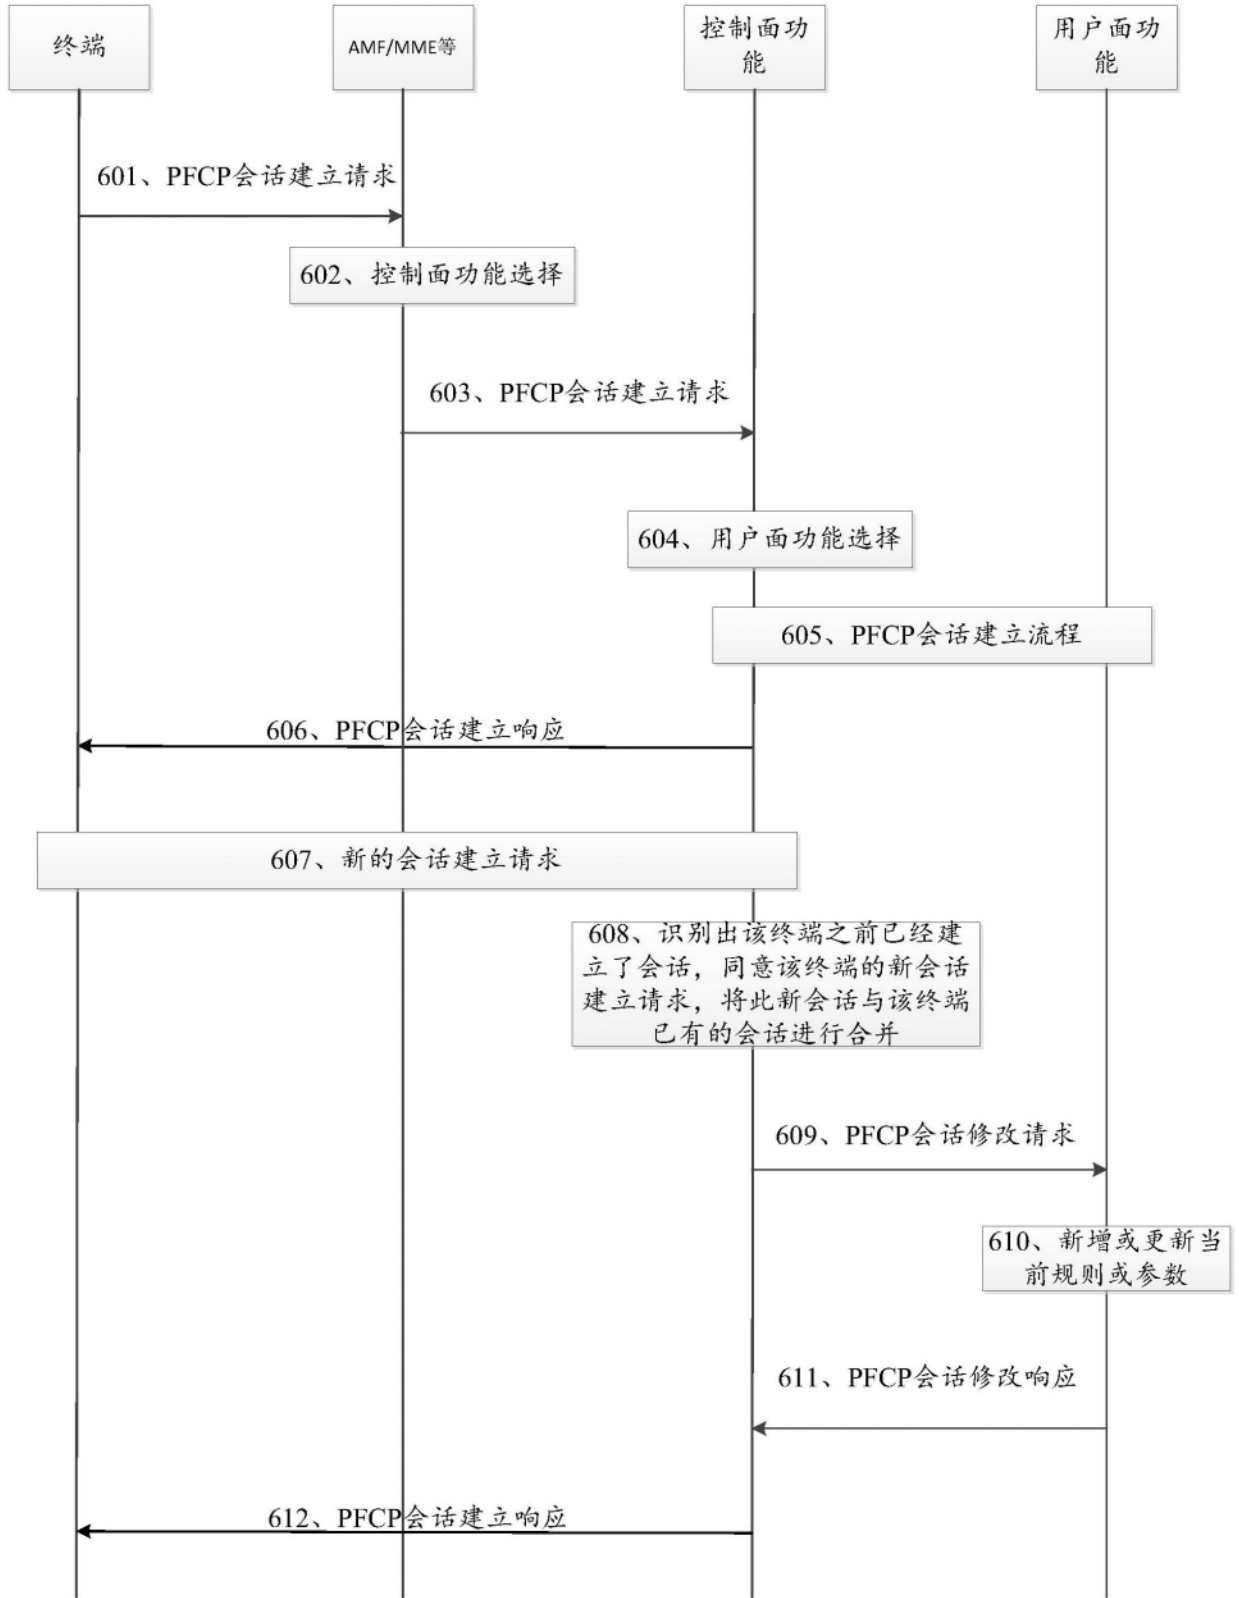 终端
AMF/MME等
控制面功
能
用户面功
能
601、PFCP会话建立请求
602、控制面功能选择
603、PFCP会话建立请求
604、用户面功能选择
605、PFCP会话建立流程
606、PFCP会话建立响应
607、新的会话建立请求
608、识别出该终端之前已经建
立了会话，同意该终端的新会话
建立请求，将此新会话与该终端
已有的会话进行合并
609、PFCP会话修改请求
610、新增或更新当
前规则或参数
611、PFCP会话修改响应
612、PFCP会话建立响应